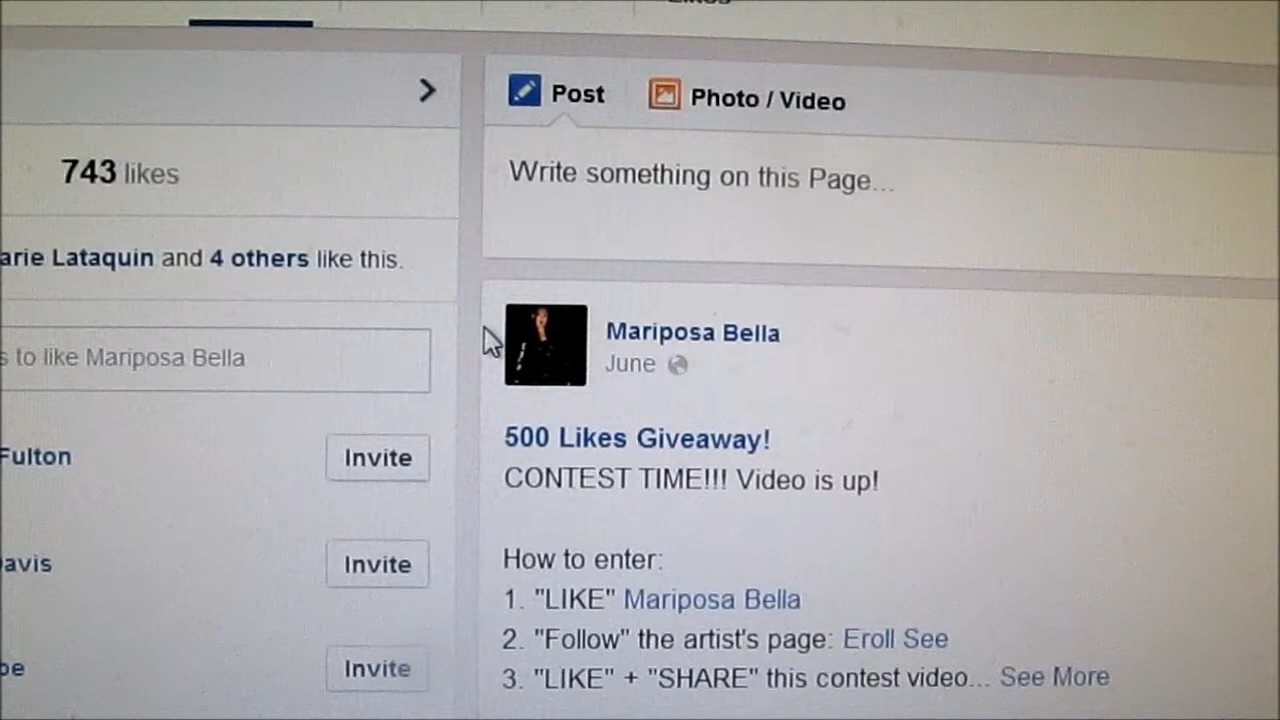 Post
Photo / Video
743 likes
Write something on this Page...
arie Lataquin and 4 others like this.
Mariposa Bella
June
s to like Mariposa Bella
500 Likes Giveaway!
CONTEST TIME!!! Video is up!
Fulton
Invite
How to enter:
avis
Invite
1. "LIKE" Mariposa Bella
2. "Follow" the artist's page: Eroll See
3. "LIKE" + "SHARE" this contest video... See More
be
Invite